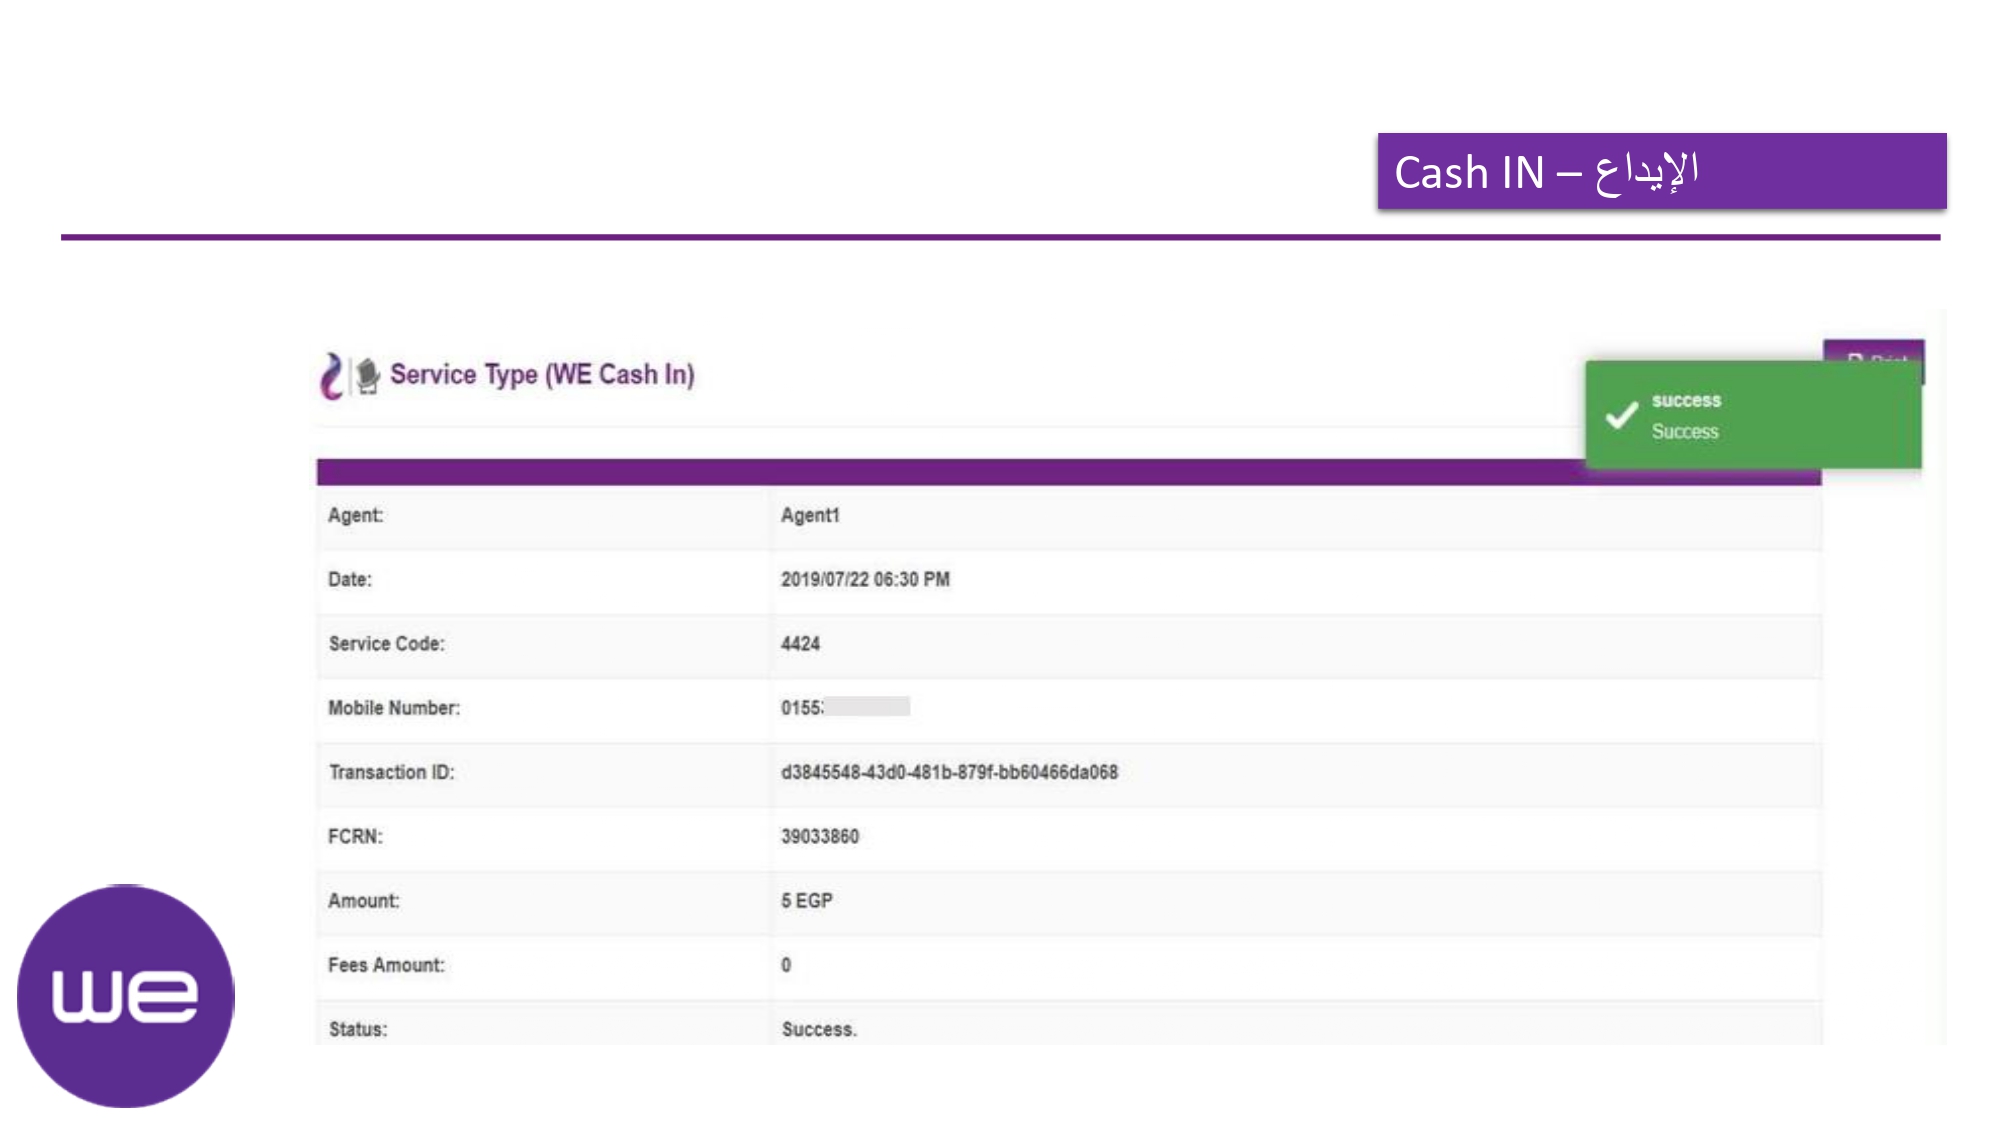 Cash IN – الإيداع
Service Type (WE Cash In)
Print
success
Success
Agent: Agent1
Date: 2019/07/22 06:30 PM
Service Code: 4424
Mobile Number: 0155
Transaction ID: d3845548-43d0-481b-879f-bb60466da068
FCRN: 39033860
Amount: 5 EGP
Fees Amount: 0
Status: Success.
we